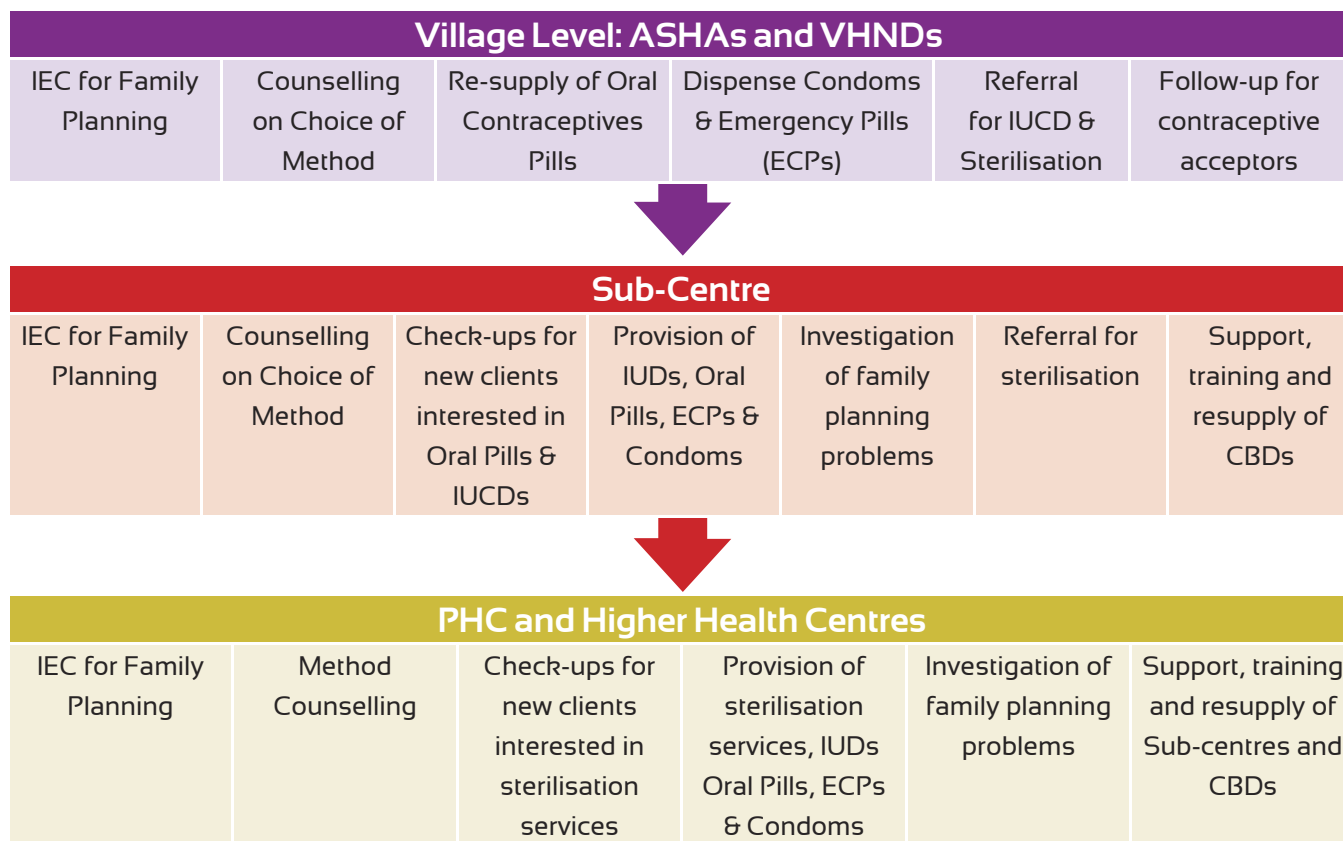 Village Level: ASHAs and VHNDs
IEC for Family
Planning
Counselling
on Choice of
Method
Re-supply of Oral
Contraceptives
Pills
Dispense Condoms
& Emergency Pills
(ECPs)
Referral
for IUCD &
Sterilisation
Follow-up for
contraceptive
acceptors
Sub-Centre
IEC for Family
Planning
Counselling
on Choice of
Method
Check-ups for
new clients
interested in
Oral Pills &
IUCDs
Provision of
IUDs, Oral
Pills, ECPs &
Condoms
Investigation
of family
planning
problems
Referral for
sterilisation
Support,
training and
resupply of
CBDs
PHC and Higher Health Centres
IEC for Family
Planning
Method
Counselling
Check-ups for
new clients
interested in
sterilisation
services
Provision of
sterilisation
services, IUDs
Oral Pills, ECPs
& Condoms
Investigation of
family planning
problems
Support, training
and resupply of
Sub-centres and
CBDs